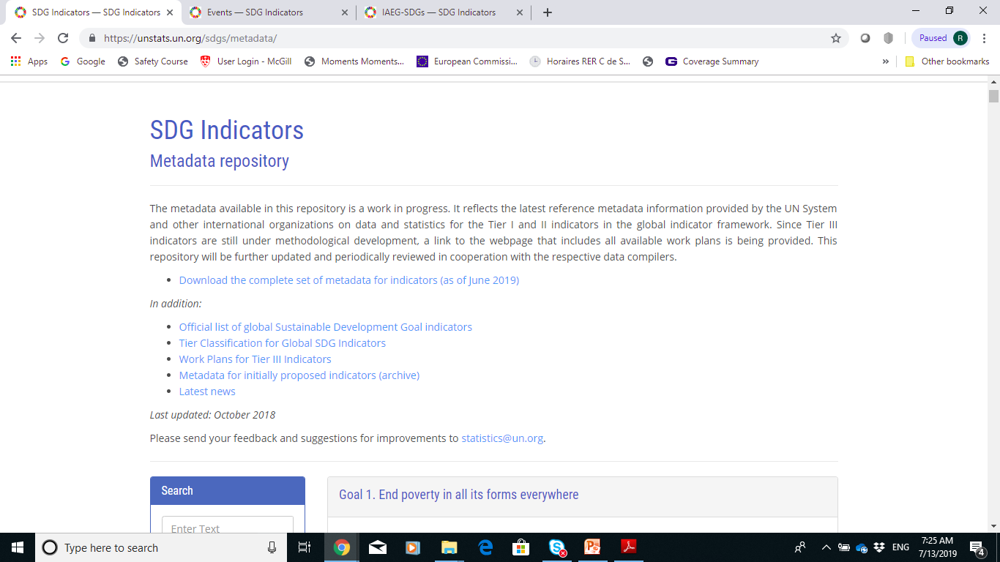 SDG Indicators — SDG Indicators
Events — SDG Indicators
IAEG-SDGs — SDG Indicators
https://unstats.un.org/sdgs/metadata/
Paused R
Apps Google Safety Course User Login - McGill Moments Moments... European Commissi... Horaires RER C de S... Coverage Summary » Other bookmarks
SDG Indicators
Metadata repository
The metadata available in this repository is a work in progress. It reflects the latest reference metadata information provided by the UN System
and other international organizations on data and statistics for the Tier I and II indicators in the global indicator framework. Since Tier III
indicators are still under methodological development, a link to the webpage that includes all available work plans is being provided. This
repository will be further updated and periodically reviewed in cooperation with the respective data compilers.
• Download the complete set of metadata for indicators (as of June 2019)
In addition:
• Official list of global Sustainable Development Goal indicators
• Tier Classification for Global SDG Indicators
• Work Plans for Tier III Indicators
• Metadata for initially proposed indicators (archive)
• Latest news
Last updated: October 2018
Please send your feedback and suggestions for improvements to statistics@un.org.
Search
Goal 1. End poverty in all its forms everywhere
Enter Text
Type here to search
ENG
7:25 AM
7/13/2019
4